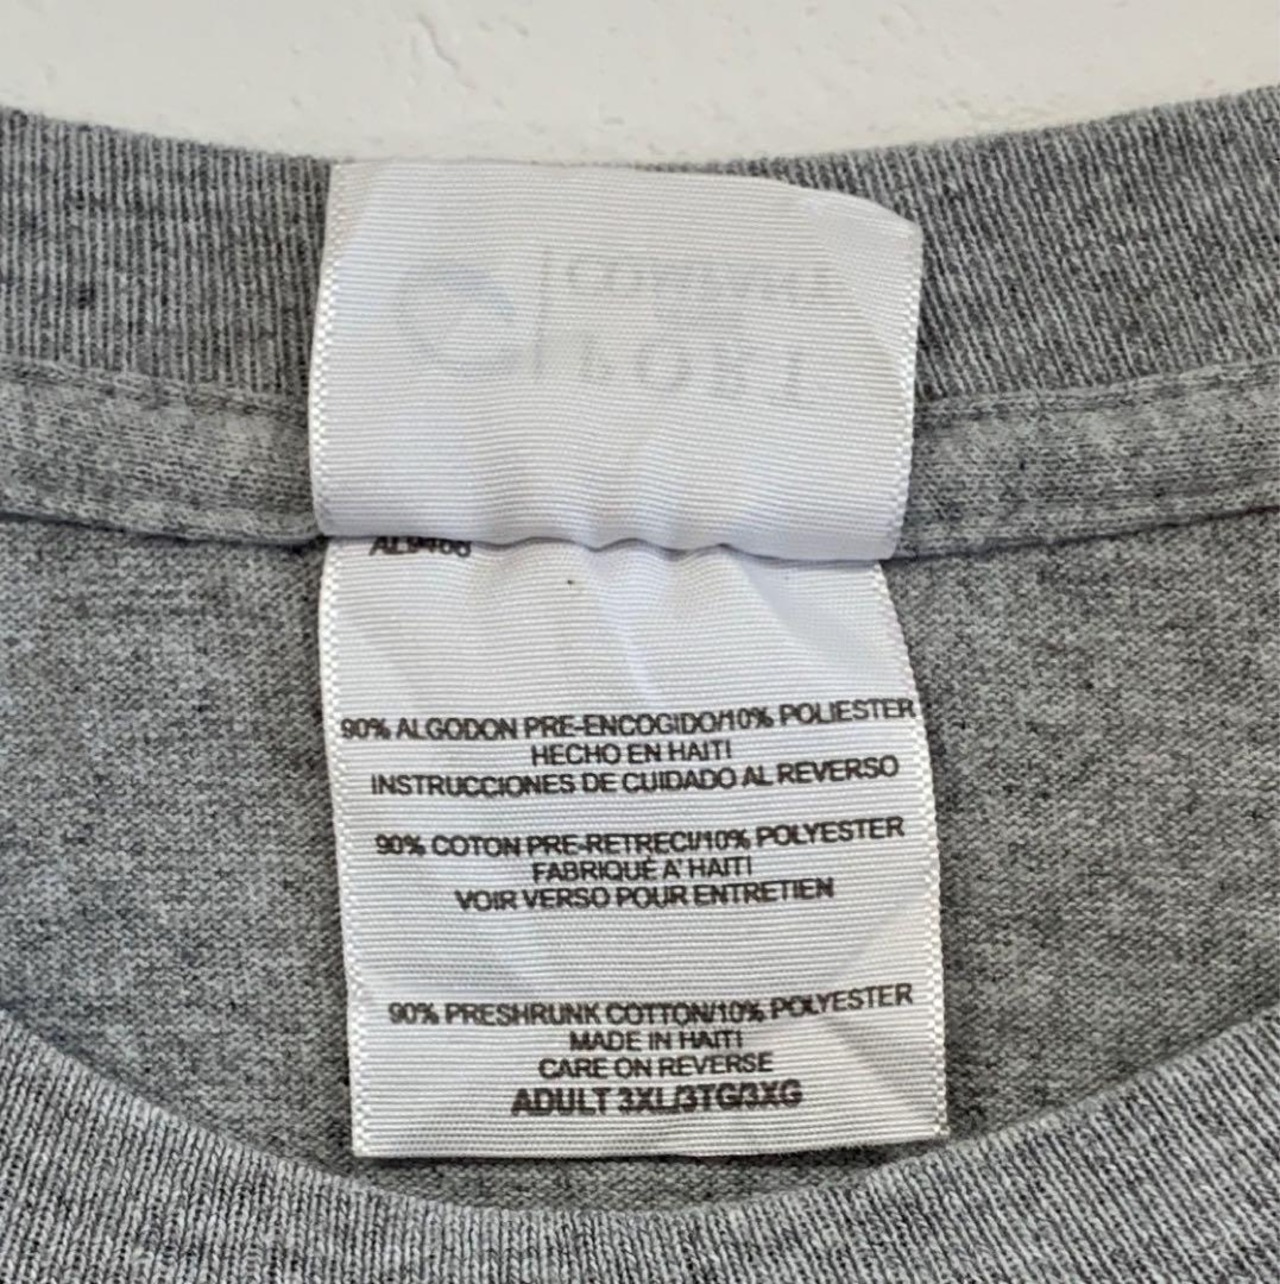 90% ALGODON PRE-ENCOGIDO/10% POLIESTER
HECHO EN HAITI
INSTRUCCIONES DE CUIDADO AL REVERSO
90% COTON PRE-RETRECI/10% POLYESTER
FABRIQUÉ A' HAITI
VOIR VERSO POUR ENTRETIEN
90% PRESHRUNK COTTON/10% POLYESTER
MADE IN HAITI
CARE ON REVERSE
ADULT 3XL/3TG/3XG